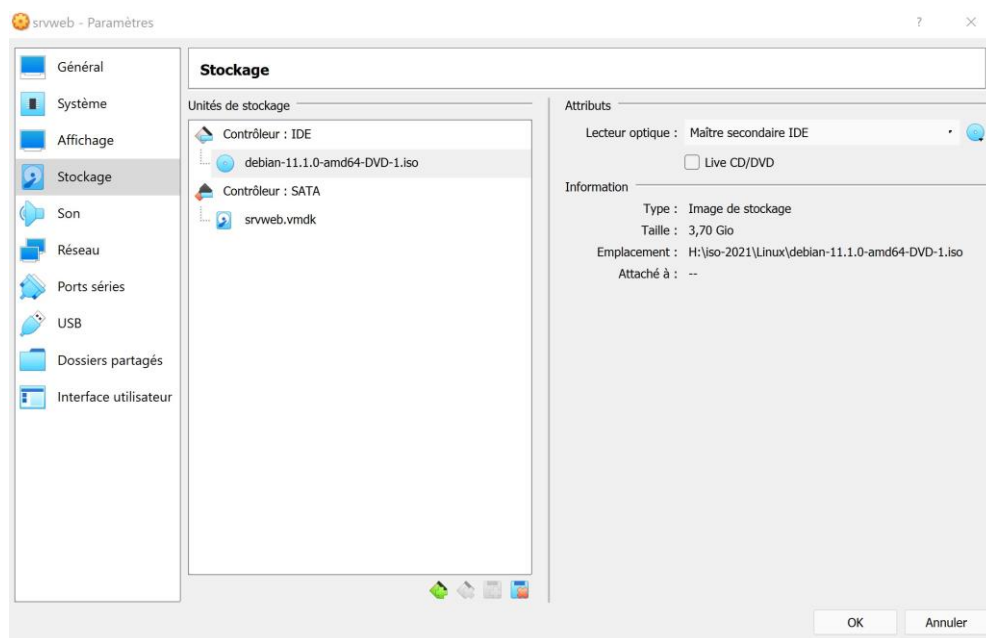 srvweb - Paramètres
?
Général
Système
Affichage
Stockage
Son
Réseau
Ports séries
USB
Dossiers partagés
Interface utilisateur
Stockage
Unités de stockage
Contrôleur : IDE
debian-11.1.0-amd64-DVD-1.iso
Contrôleur : SATA
srvweb.vmdk
Attributs
Lecteur optique : Maître secondaire IDE
Live CD/DVD
Information
Type : Image de stockage
Taille : 3,70 Gio
Emplacement : H:\iso-2021\Linux\debian-11.1.0-amd64-DVD-1.iso
Attaché à : --
OK Annuler